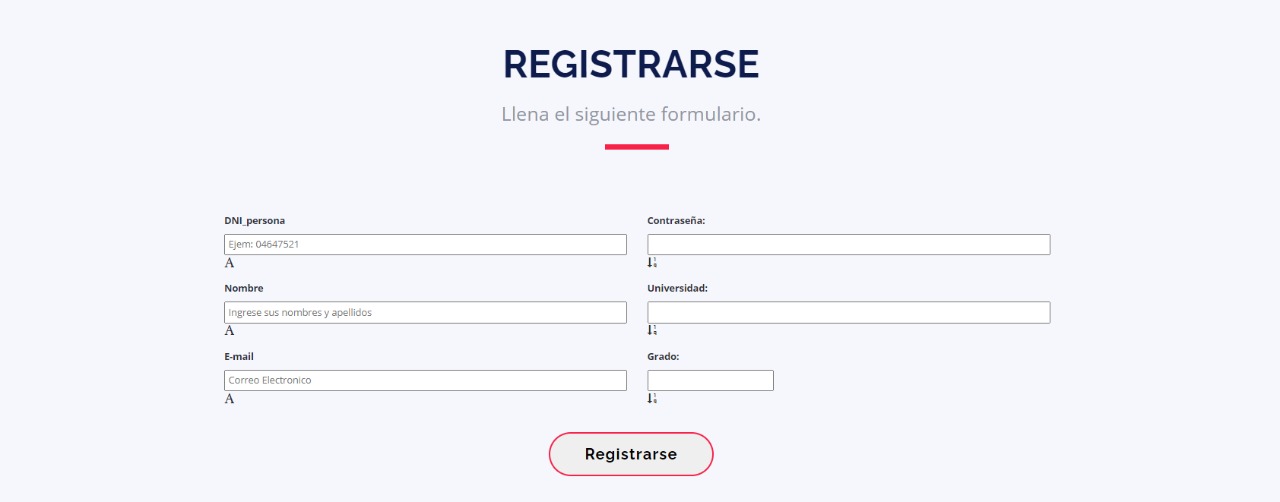 REGISTRARSE
Llena el siguiente formulario.
DNI_persona
Ejem: 04647521
A
Contraseña:
Nombre
Ingrese sus nombres y apellidos
A
Universidad:
E-mail
Correo Electronico
A
Grado:
Registrarse